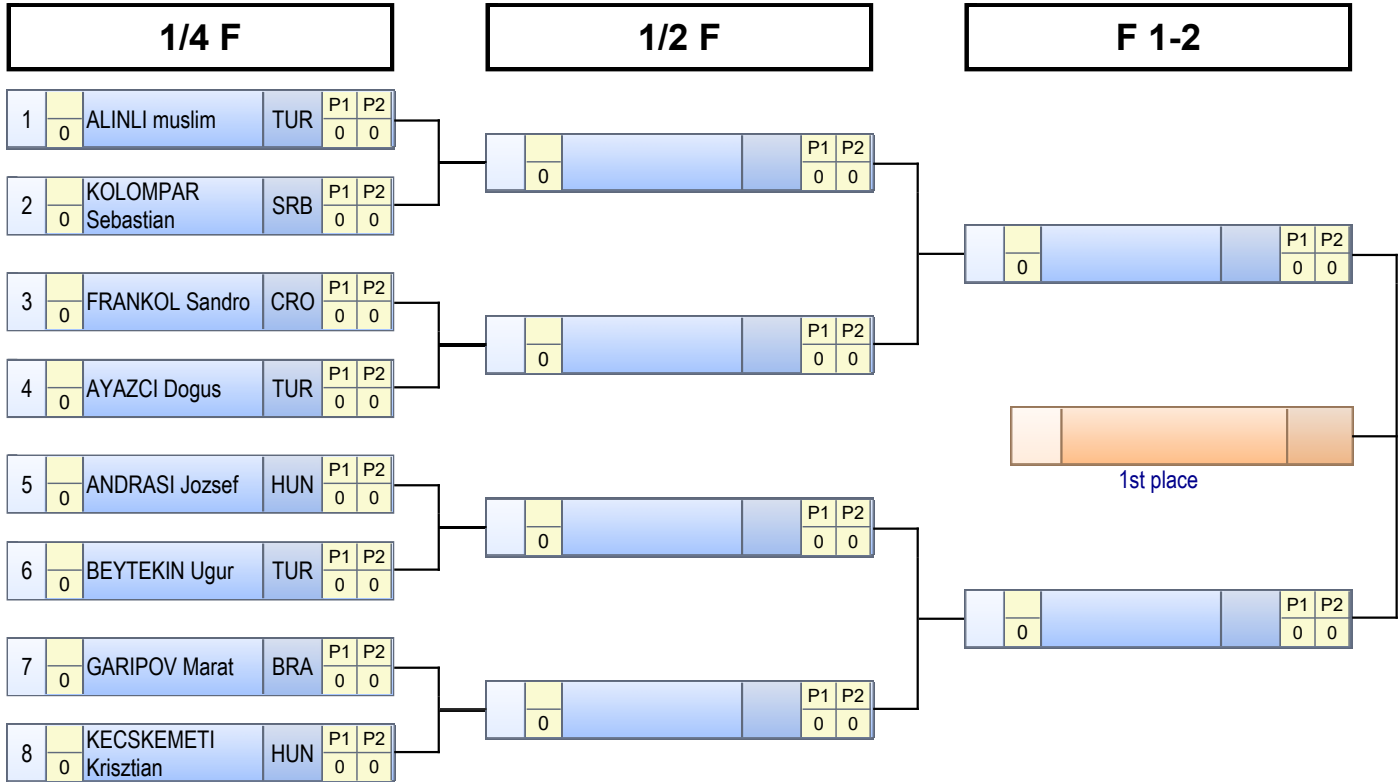 1/4 F
1/2 F
F 1-2
1 ALINLI muslim TUR P1 P2
0 0 0
2 KOLOMPAR Sebastian SRB P1 P2
0 0 0
3 FRANKOL Sandro CRO P1 P2
0 0 0
4 AYAZCI Dogus TUR P1 P2
0 0 0
5 ANDRASI Jozsef HUN P1 P2
0 0 0
6 BEYTEKIN Ugur TUR P1 P2
0 0 0
7 GARIPOV Marat BRA P1 P2
0 0 0
8 KECSKEMETI Krisztian HUN P1 P2
0 0 0
P1 P2
0 0 0
P1 P2
0 0 0
P1 P2
0 0 0
P1 P2
0 0 0
P1 P2
0 0 0
1st place
P1 P2
0 0 0